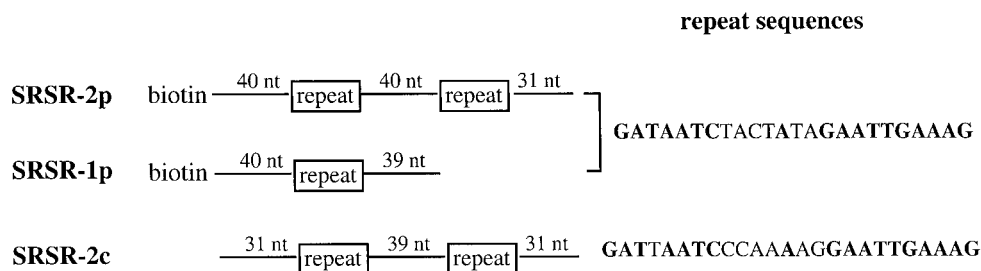 repeat sequences
40 nt 40 nt 31 nt
SRSR-2p biotin repeat repeat
GATAATCTACTATAGAATTGAAAG
40 nt 39 nt
SRSR-1p biotin repeat
31 nt 39 nt 31 nt
SRSR-2c repeat repeat GATTAATCCCAAAAGGAATTGAAAG